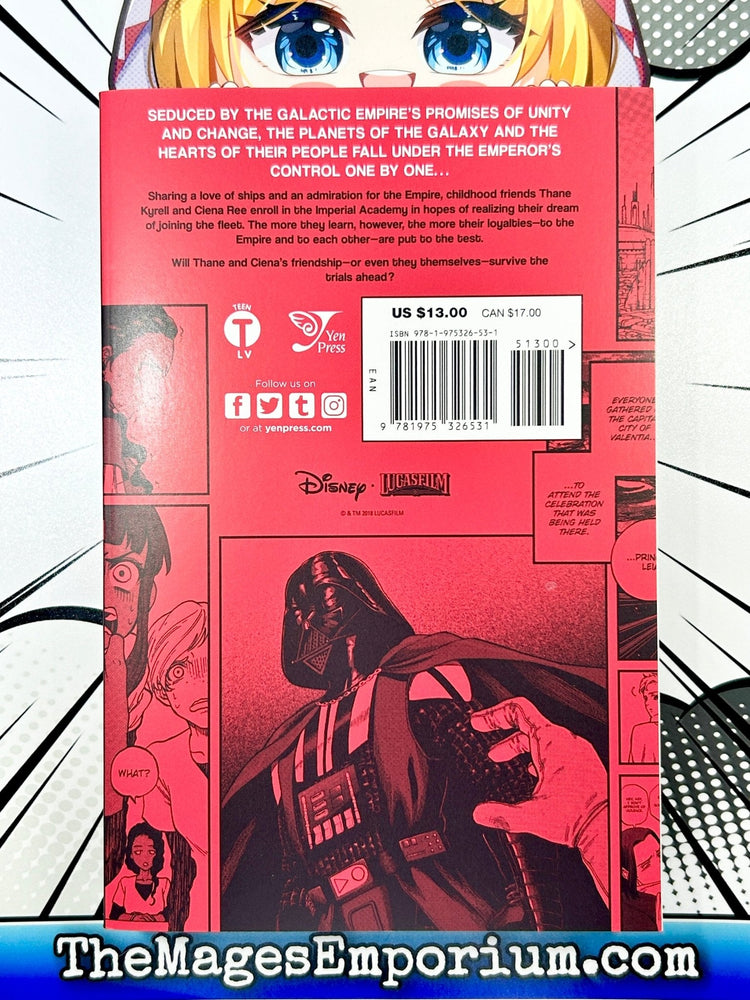 SEDUCED BY THE GALACTIC EMPIRE'S PROMISES OF UNITY
AND CHANGE, THE PLANETS OF THE GALAXY AND THE
HEARTS OF THEIR PEOPLE FALL UNDER THE EMPEROR'S
CONTROL ONE BY ONE...
Sharing a love of ships and an admiration for the Empire, childhood friends Thane
Kyrell and Ciena Ree enroll in the Imperial Academy in hopes of realizing their dream
of joining the fleet. The more they learn, however, the more their loyalties—to the
Empire and to each other—are put to the test.
Will Thane and Ciena's friendship—or even they themselves—survive the
trials ahead?
TEEN
T
LV
Yen
Press
Follow us on
f t
or at yenpress.com
US $13.00 CAN $17.00
ISBN 978-1-975326-53-1
51300>
EAN
9 781975 326531
EVERYONE
GATHERED
THE CAPITA
CITY OF
VALENTIA...
...TO
ATTEND THE
CELEBRATION
THAT WAS
BEING HELD
THERE.
...PRIN
LEI
Disney · LUCASFILM
© & TM 2018 LUCASFILM
WHAT?
TheMagesEmporium.com